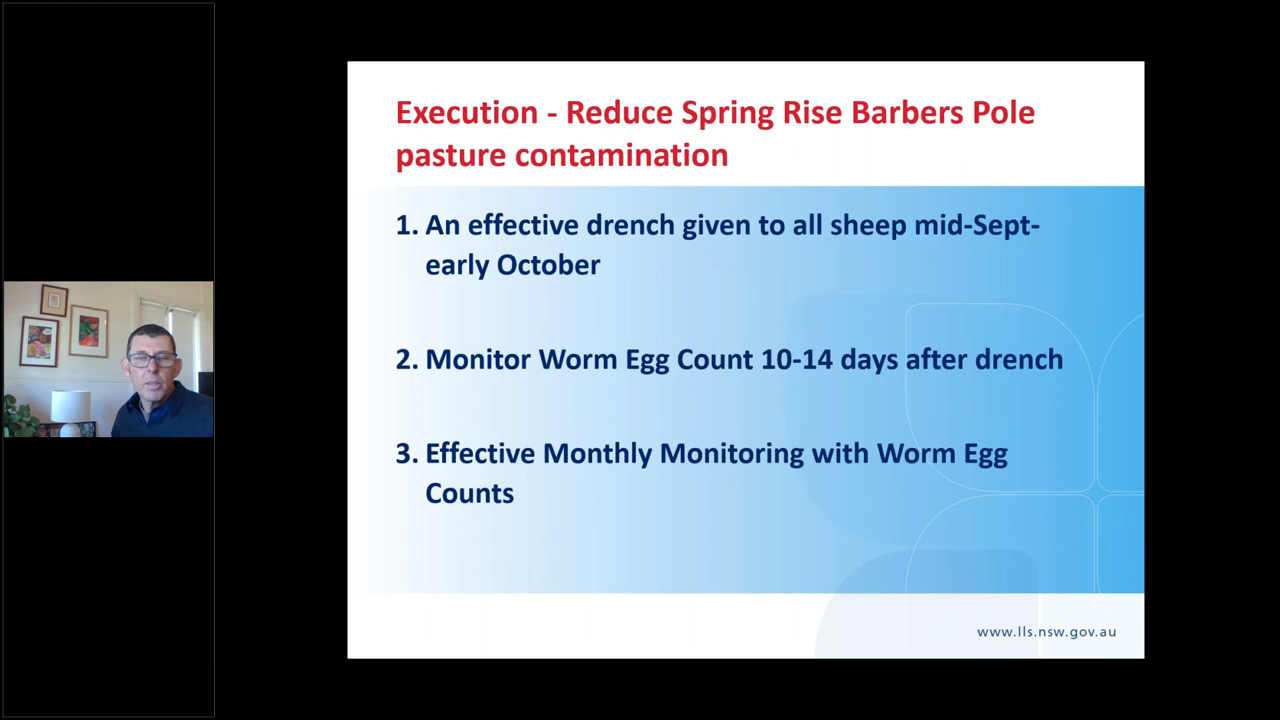 Execution - Reduce Spring Rise Barbers Pole
pasture contamination
1. An effective drench given to all sheep mid-Sept-
early October
2. Monitor Worm Egg Count 10-14 days after drench
3. Effective Monthly Monitoring with Worm Egg
Counts
www.lls.nsw.gov.au